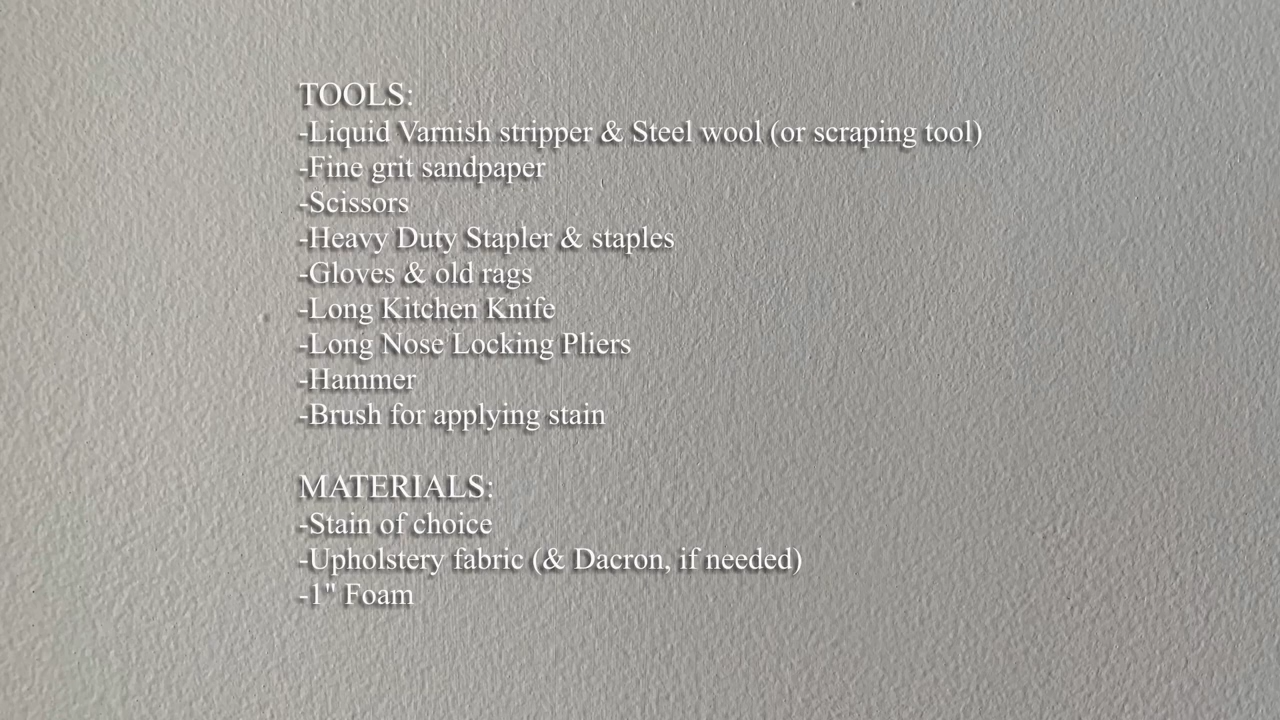 TOOLS:
-Liquid Varnish stripper & Steel wool (or scraping tool)
-Fine grit sandpaper
-Scissors
-Heavy Duty Stapler & staples
-Gloves & old rags
-Long Kitchen Knife
-Long Nose Locking Pliers
-Hammer
-Brush for applying stain
MATERIALS:
-Stain of choice
-Upholstery fabric (& Dacron, if needed)
-1" Foam